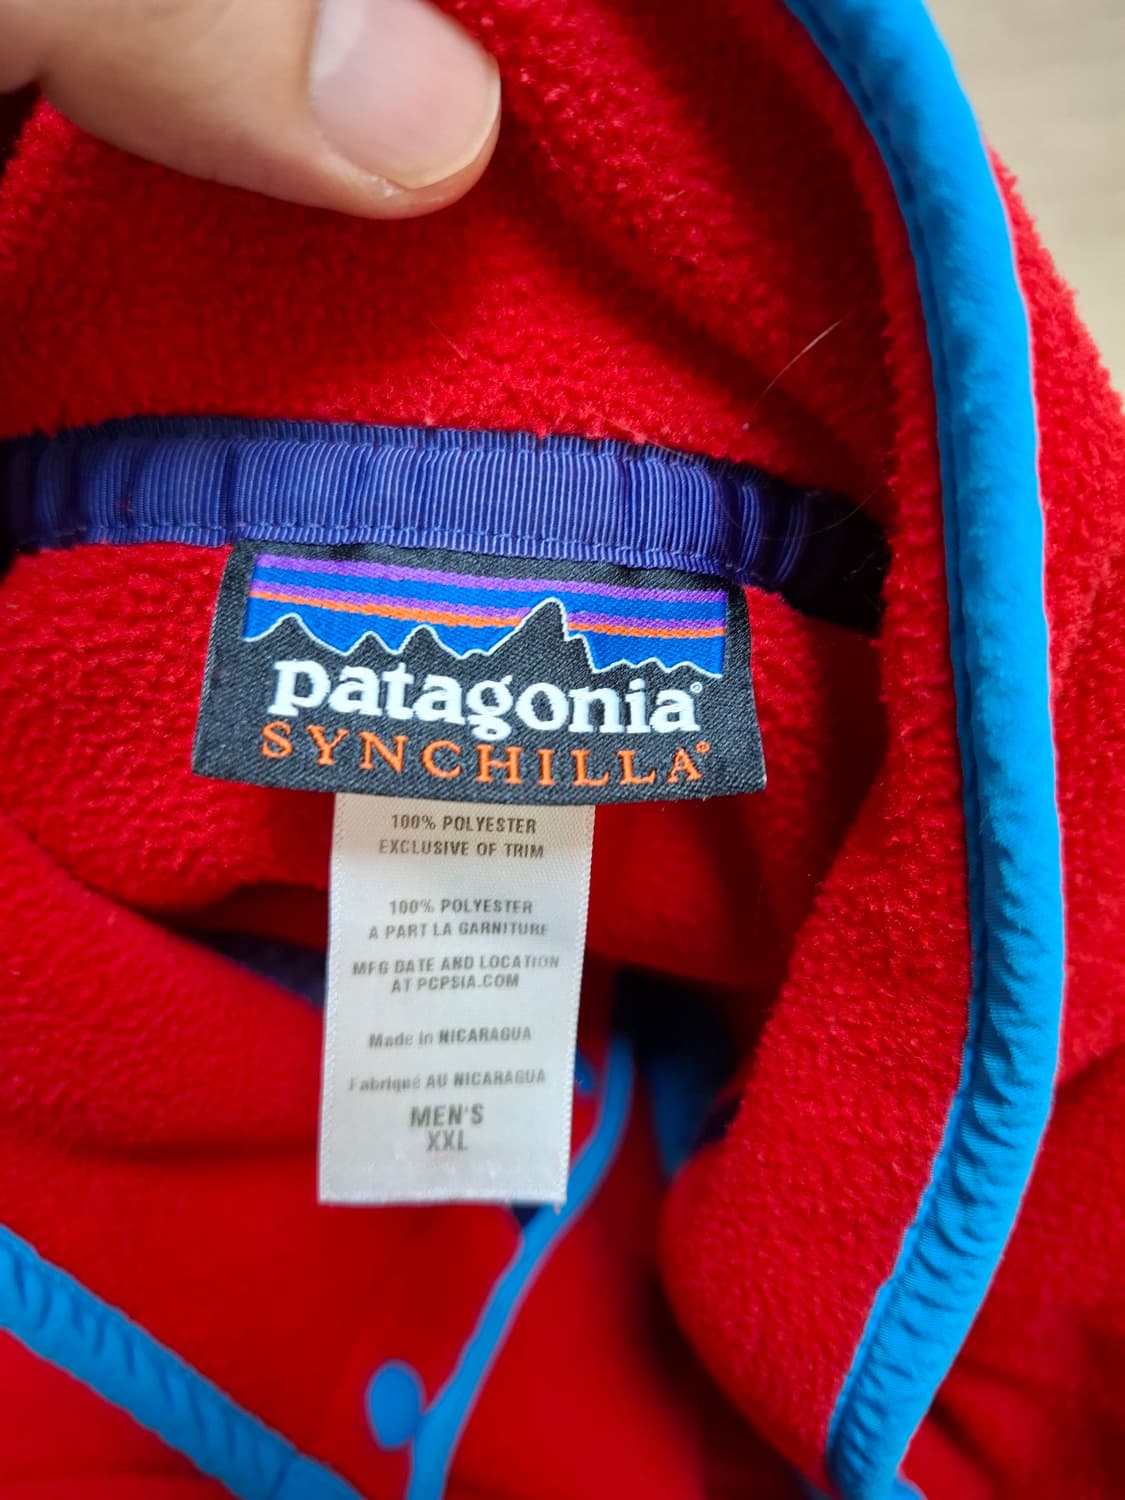 patagonia®
SYNCHILLA®
100% POLYESTER
EXCLUSIVE OF TRIM
100% POLYESTER
A PART LA GARNITURE
MFG DATE AND LOCATION
AT PCPSIA.COM
Made in NICARAGUA
Fabriqué AU NICARAGUA
MEN'S
XXL